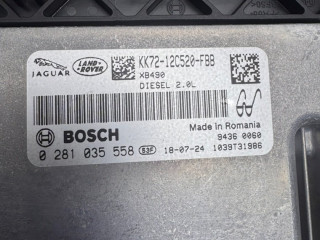 JAGUAR
LAND ROVER
KK72-12C520-FBB
XB490
DIESEL 2.0L
BOSCH
Made in Romania
9436 0060
0 281 035 558 S3F 18-07-24 1039T31986